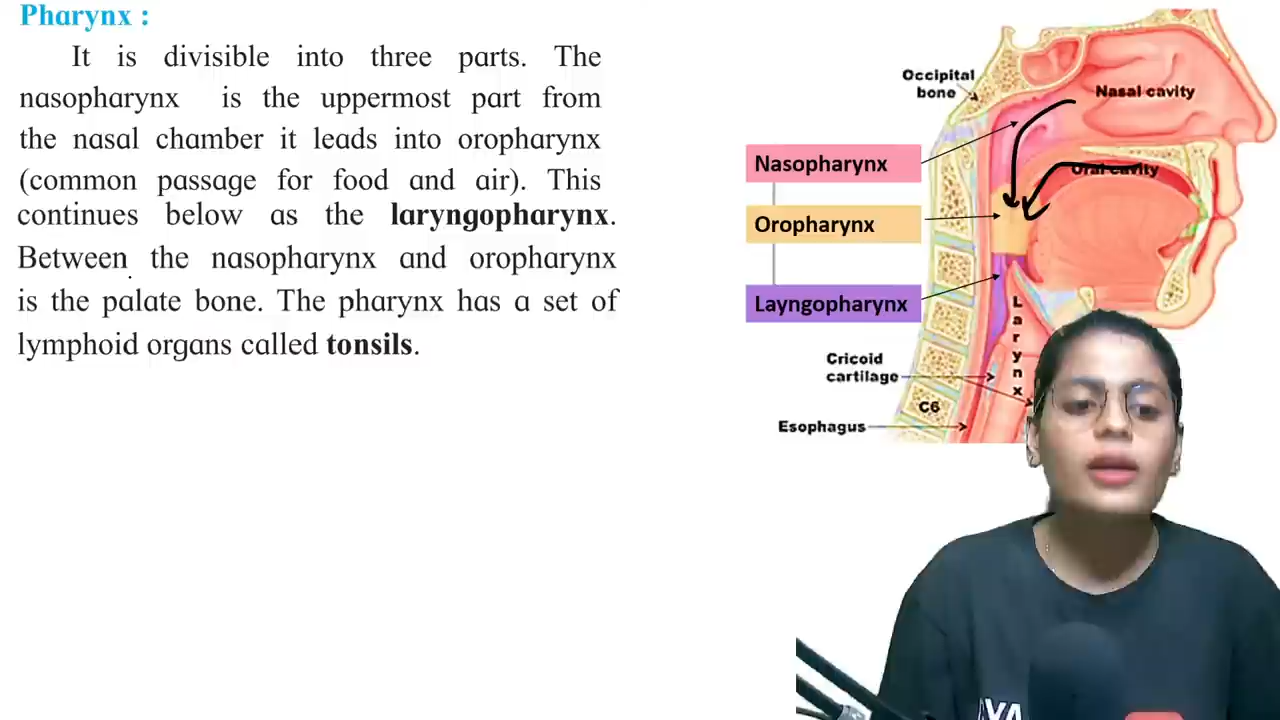 Pharynx :
It is divisible into three parts. The
nasopharynx is the uppermost part from
the nasal chamber it leads into oropharynx
(common passage for food and air). This
continues below as the laryngopharynx.
Between the nasopharynx and oropharynx
is the palate bone. The pharynx has a set of
lymphoid organs called tonsils.
Occipital
bone
Nasal cavity
Nasopharynx
Oral cavity
Oropharynx
Layngopharynx
Larynx
Cricoid
cartilage
C6
Esophagus